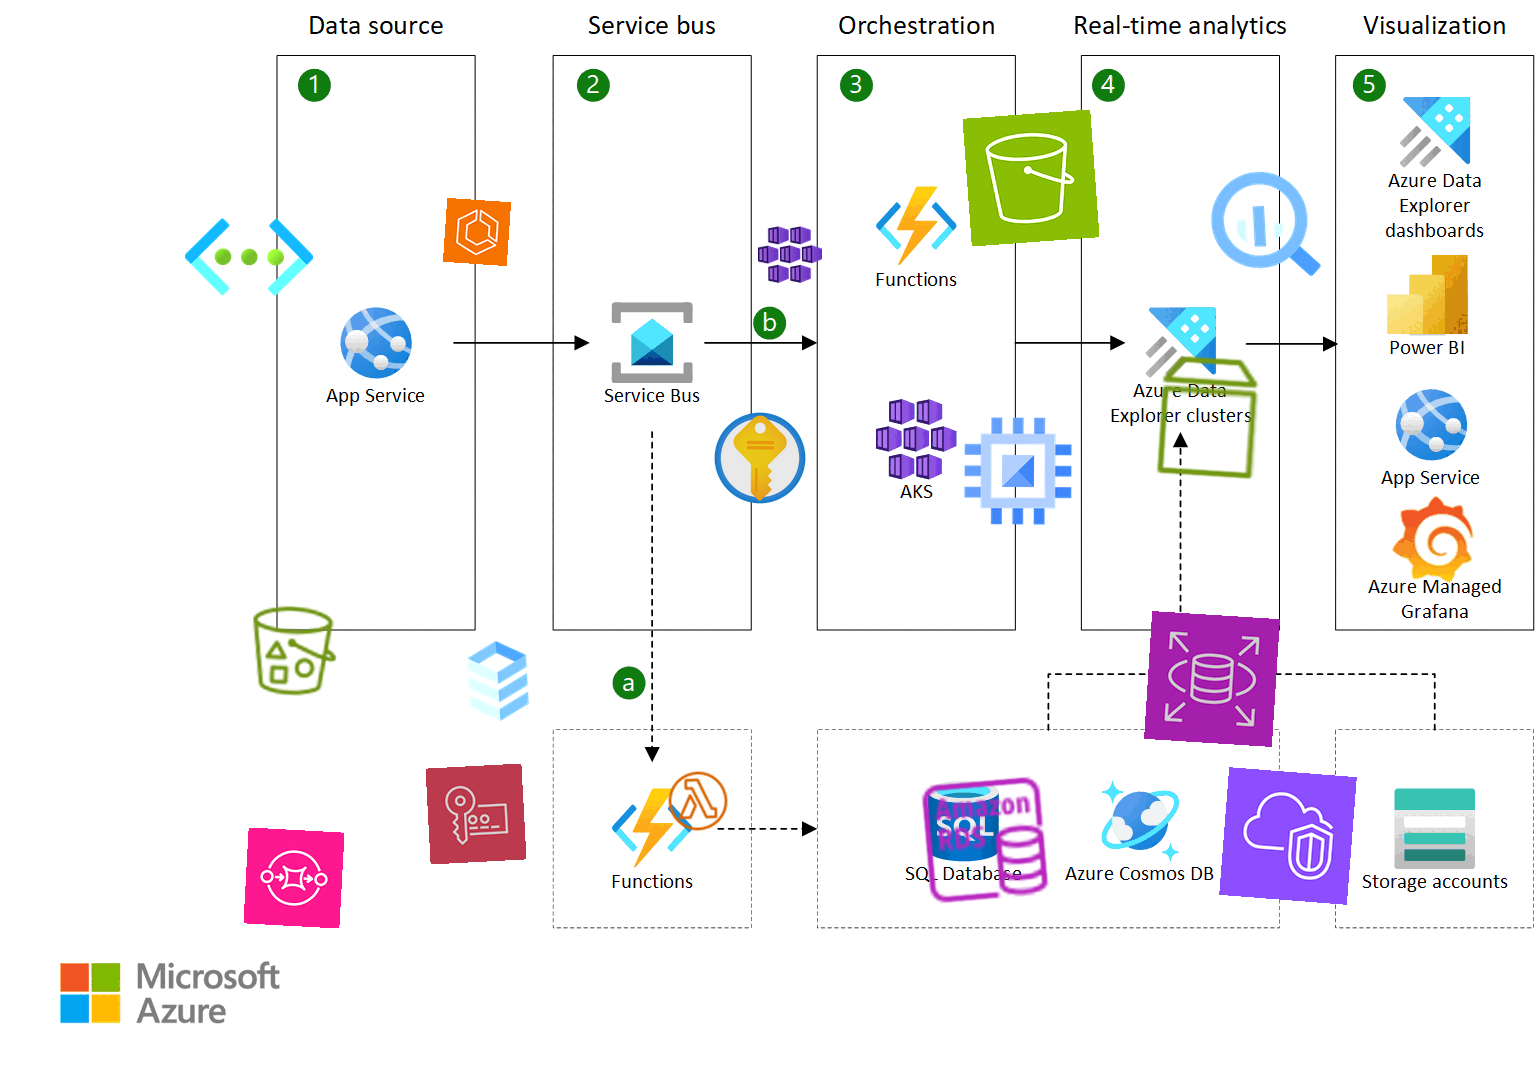 Data source
Service bus
Orchestration
Real-time analytics
Visualization
1
2
3
4
5
Azure Data
Explorer
dashboards
Functions
b
Power BI
App Service
Service Bus
Azure Data
Explorer clusters
App Service
AKS
Azure Managed
Grafana
a
Amazon
RDS
SQL
SQL Database
Azure Cosmos DB
Functions
Storage accounts
Microsoft
Azure